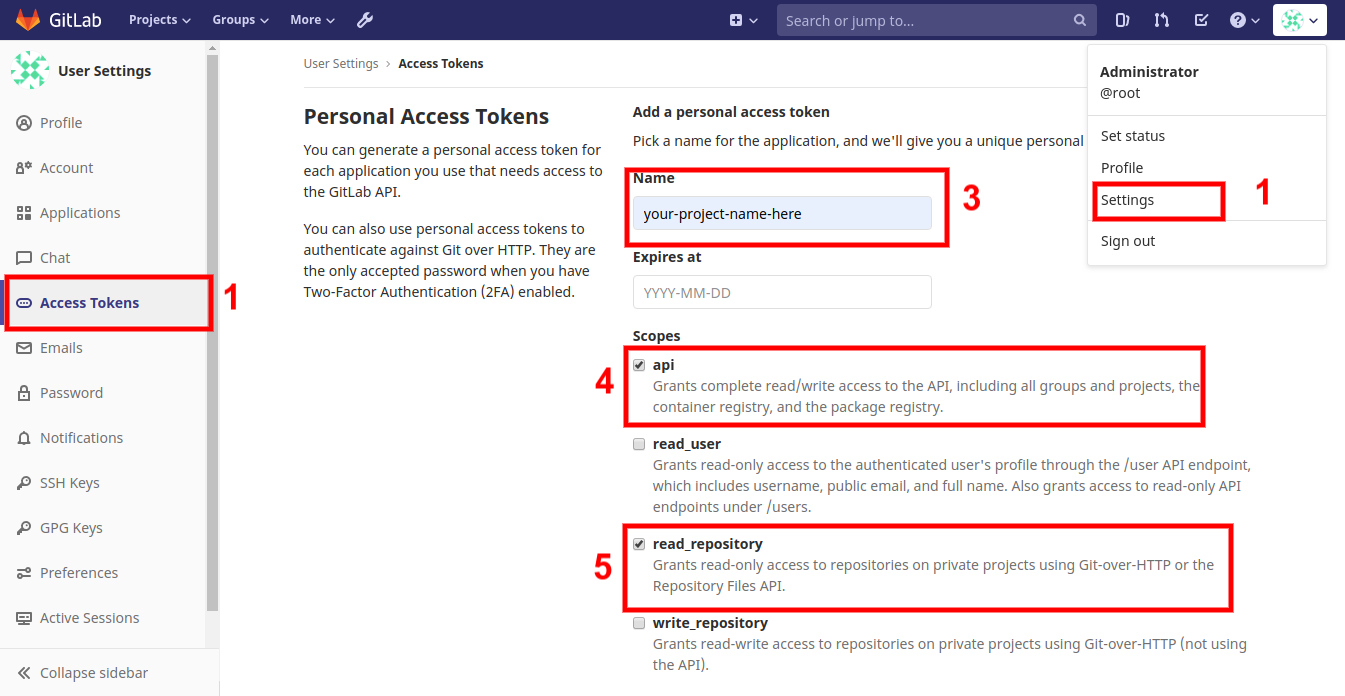 GitLab
Projects
Groups
More
Search or jump to...
User Settings
Profile
Account
Applications
Chat
Access Tokens
1
Emails
Password
Notifications
SSH Keys
GPG Keys
Preferences
Active Sessions
Collapse sidebar
User Settings › Access Tokens
Personal Access Tokens
You can generate a personal access token for
each application you use that needs access to
the GitLab API.
You can also use personal access tokens to
authenticate against Git over HTTP. They are
the only accepted password when you have
Two-Factor Authentication (2FA) enabled.
Add a personal access token
Pick a name for the application, and we'll give you a unique personal
Name
your-project-name-here
3
Expires at
YYYY-MM-DD
Scopes
4
api
Grants complete read/write access to the API, including all groups and projects, the
container registry, and the package registry.
read_user
Grants read-only access to the authenticated user's profile through the /user API endpoint,
which includes username, public email, and full name. Also grants access to read-only API
endpoints under /users.
5
read_repository
Grants read-only access to repositories on private projects using Git-over-HTTP or the
Repository Files API.
write_repository
Grants read-write access to repositories on private projects using Git-over-HTTP (not using
the API).
Administrator
@root
Set status
Profile
Settings
1
Sign out